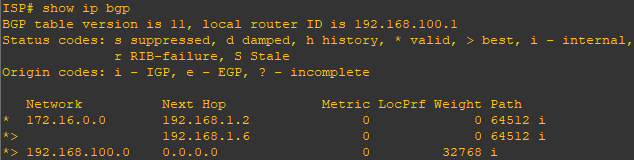 ISP# show ip bgp
BGP table version is 11, local router ID is 192.168.100.1
Status codes: s suppressed, d damped, h history, * valid, > best, i - internal,
              r RIB-failure, S Stale
Origin codes: i - IGP, e - EGP, ? - incomplete

   Network          Next Hop            Metric LocPrf Weight Path
*  172.16.0.0       192.168.1.2              0             0 64512 i
*>                  192.168.1.6              0             0 64512 i
*> 192.168.100.0    0.0.0.0                  0         32768 i